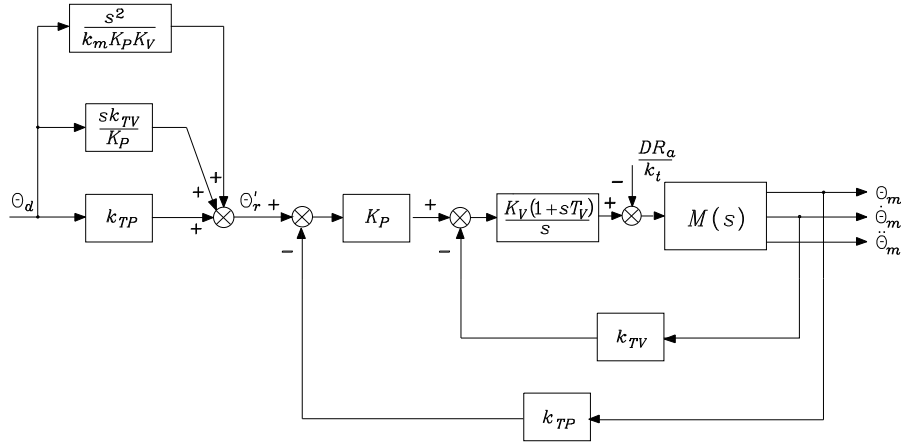 s²
k_m K_P K_V
sk_TV
K_P
DR_a
k_t
Θ_d
k_TP
Θ'_r
K_P
K_V(1+sT_V)
s
M(s)
Θ_m
Θ̇_m
Θ̈_m
+
+
+
+
−
+
−
+
−
k_TV
k_TP